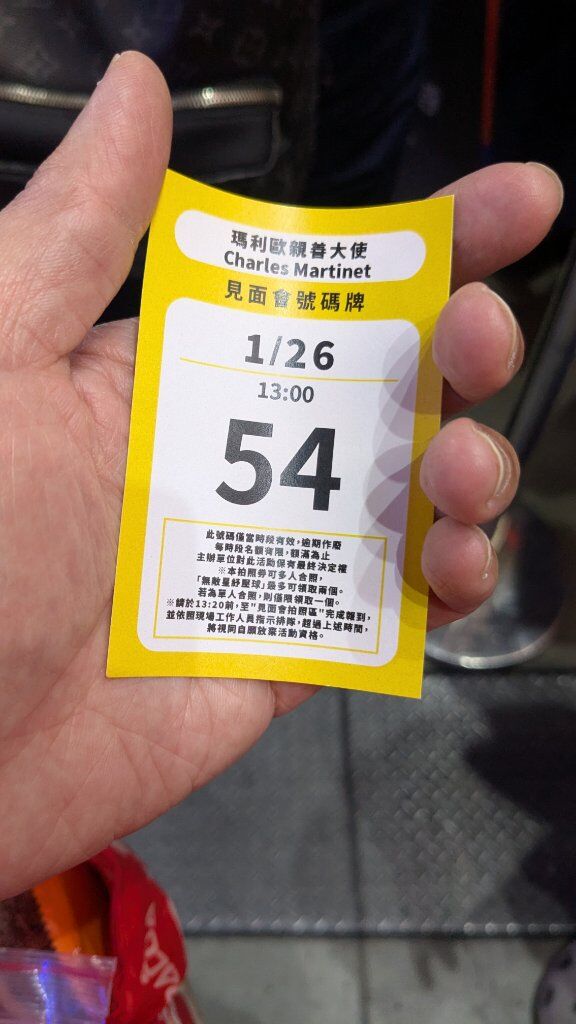 瑪利歐親善大使
Charles Martinet
見面會號碼牌
1/26
13:00
54
此號碼僅當時段有效,逾期作廢
每時段名額有限,額滿為止
主辦單位對此活動保有最終決定權
※本拍照券可多人合照,
「無敵星紓壓球」最多可領取兩個。
若為單人合照,則僅限領取一個。
※請於13:20前,至"見面會拍照區"完成報到,
並依照現場工作人員指示排隊,超過上述時間,
將視同自願放棄活動資格。